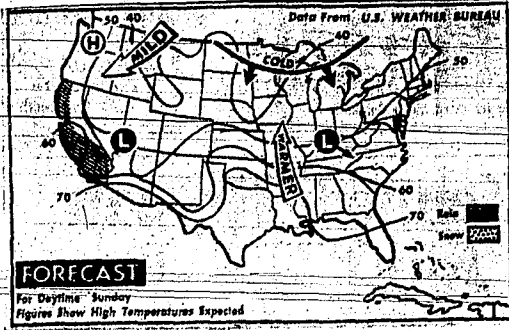 Data From U.S. WEATHER BUREAU
50 40
H
MILD
COLD
40
50
L
L
60
WARMER
70
60
70
Rain
Snow
FORECAST
For Daytime Sunday
Figures Show High Temperatures Expected